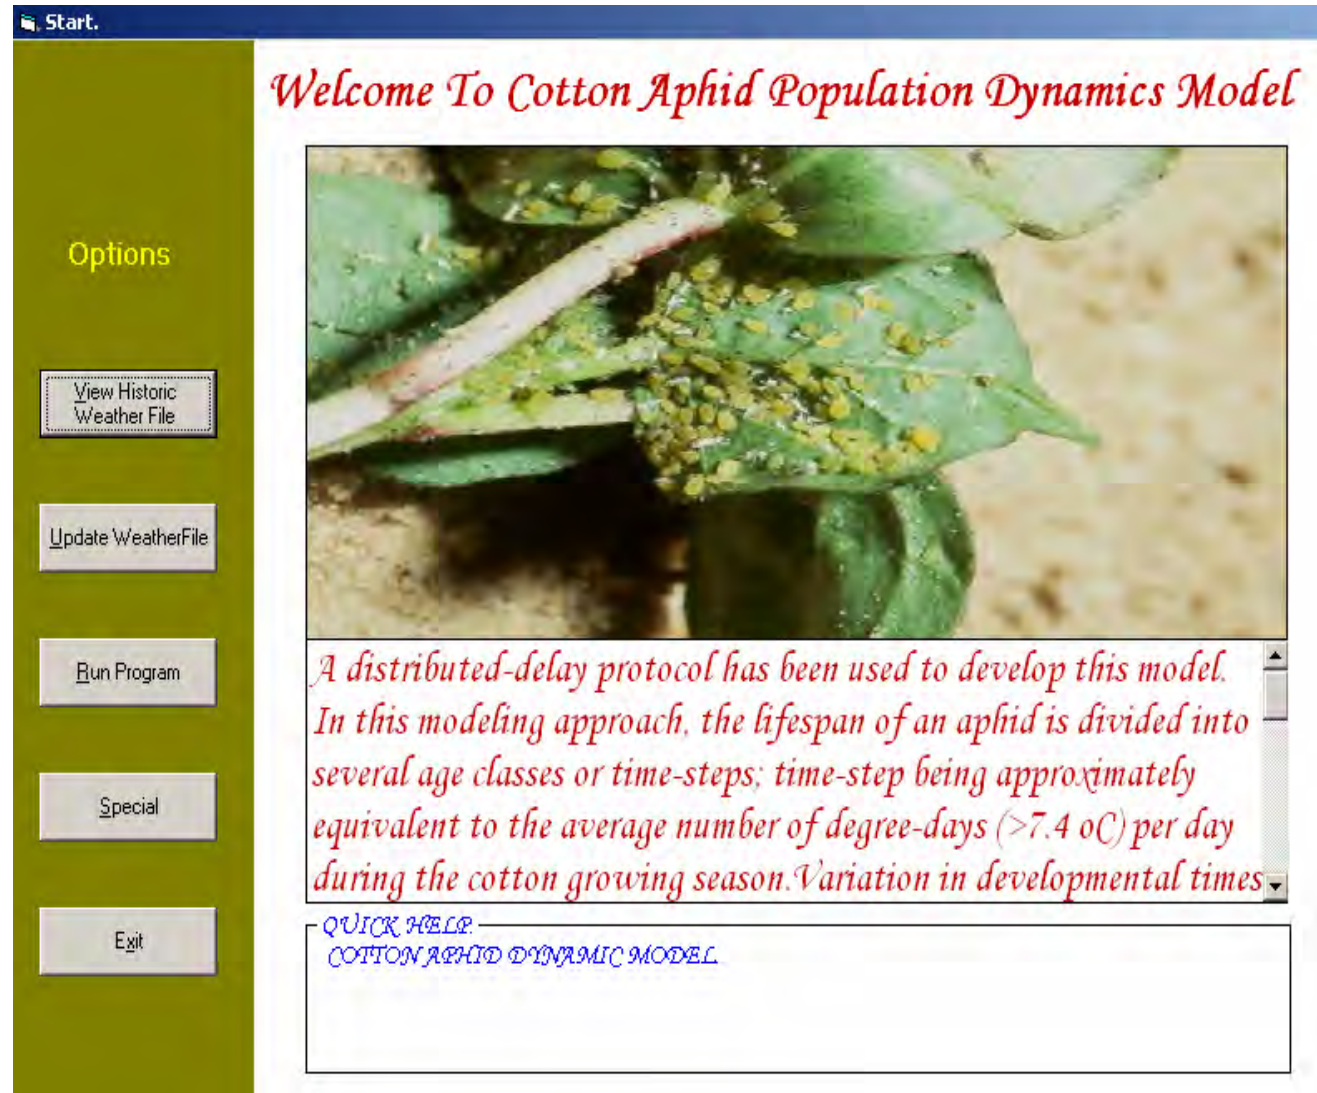 Start.
Welcome To Cotton Aphid Population Dynamics Model
Options
View Historic
Weather File
Update WeatherFile
Run Program
Special
Exit
A distributed-delay protocol has been used to develop this model.
In this modeling approach, the lifespan of an aphid is divided into
several age classes or time-steps; time-step being approximately
equivalent to the average number of degree-days (>7.4 oC) per day
during the cotton growing season.Variation in developmental times
QUICK HELP.
COTTON APHID DYNAMIC MODEL